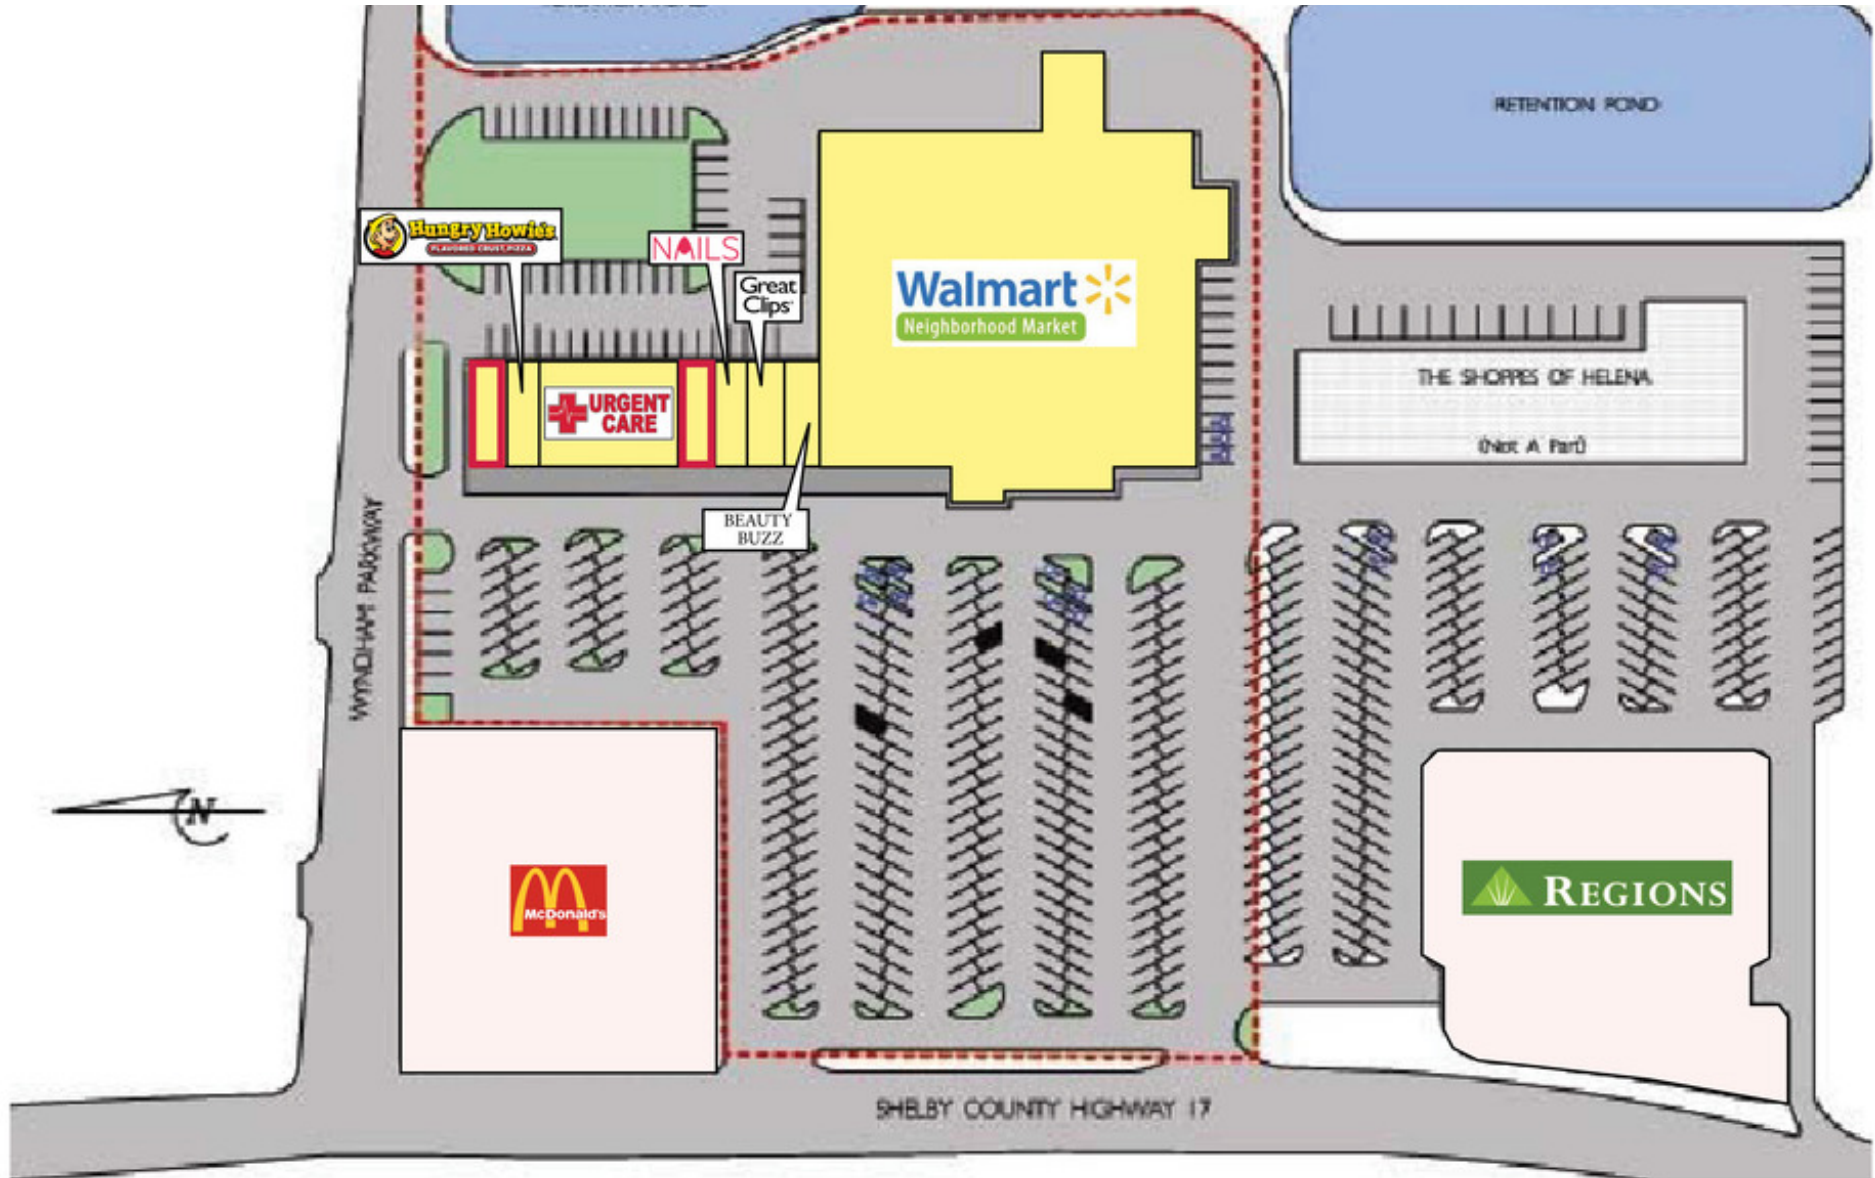 RETENTION POND
Hungry Howie's
FLAVORED CRUST PIZZA
NAILS
Great
Clips
Walmart
Neighborhood Market
URGENT
CARE
THE SHOPPES OF HELENA
(Not A Part)
BEAUTY
BUZZ
WYNDHAM PARKWAY
N
McDonald's
REGIONS
SHELBY COUNTY HIGHWAY 17